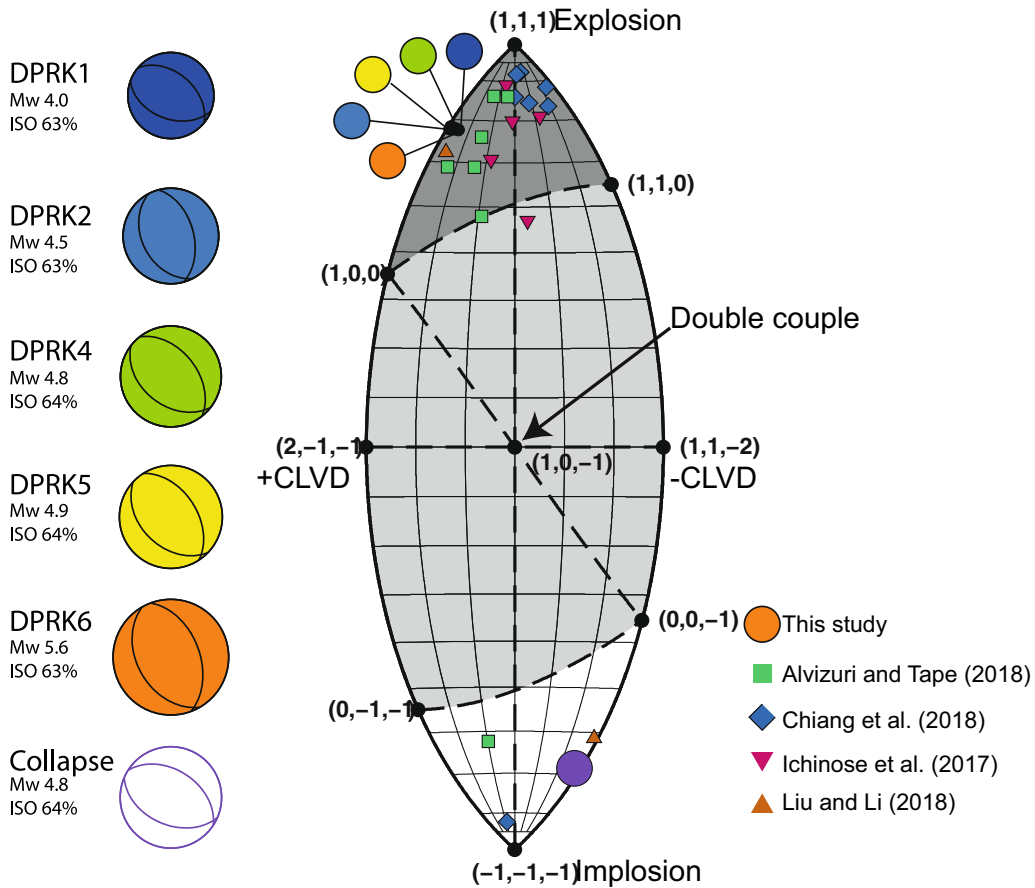 DPRK1
Mw 4.0
ISO 63%
DPRK2
Mw 4.5
ISO 63%
DPRK4
Mw 4.8
ISO 64%
DPRK5
Mw 4.9
ISO 64%
DPRK6
Mw 5.6
ISO 63%
Collapse
Mw 4.8
ISO 64%
(1,1,1) Explosion
(1,1,0)
(1,0,0)
Double couple
(2,−1,−1)
+CLVD
(1,0,−1)
(1,1,−2)
-CLVD
(0,0,−1)
(0,−1,−1)
(−1,−1,−1) Implosion
This study
Alvizuri and Tape (2018)
Chiang et al. (2018)
Ichinose et al. (2017)
Liu and Li (2018)